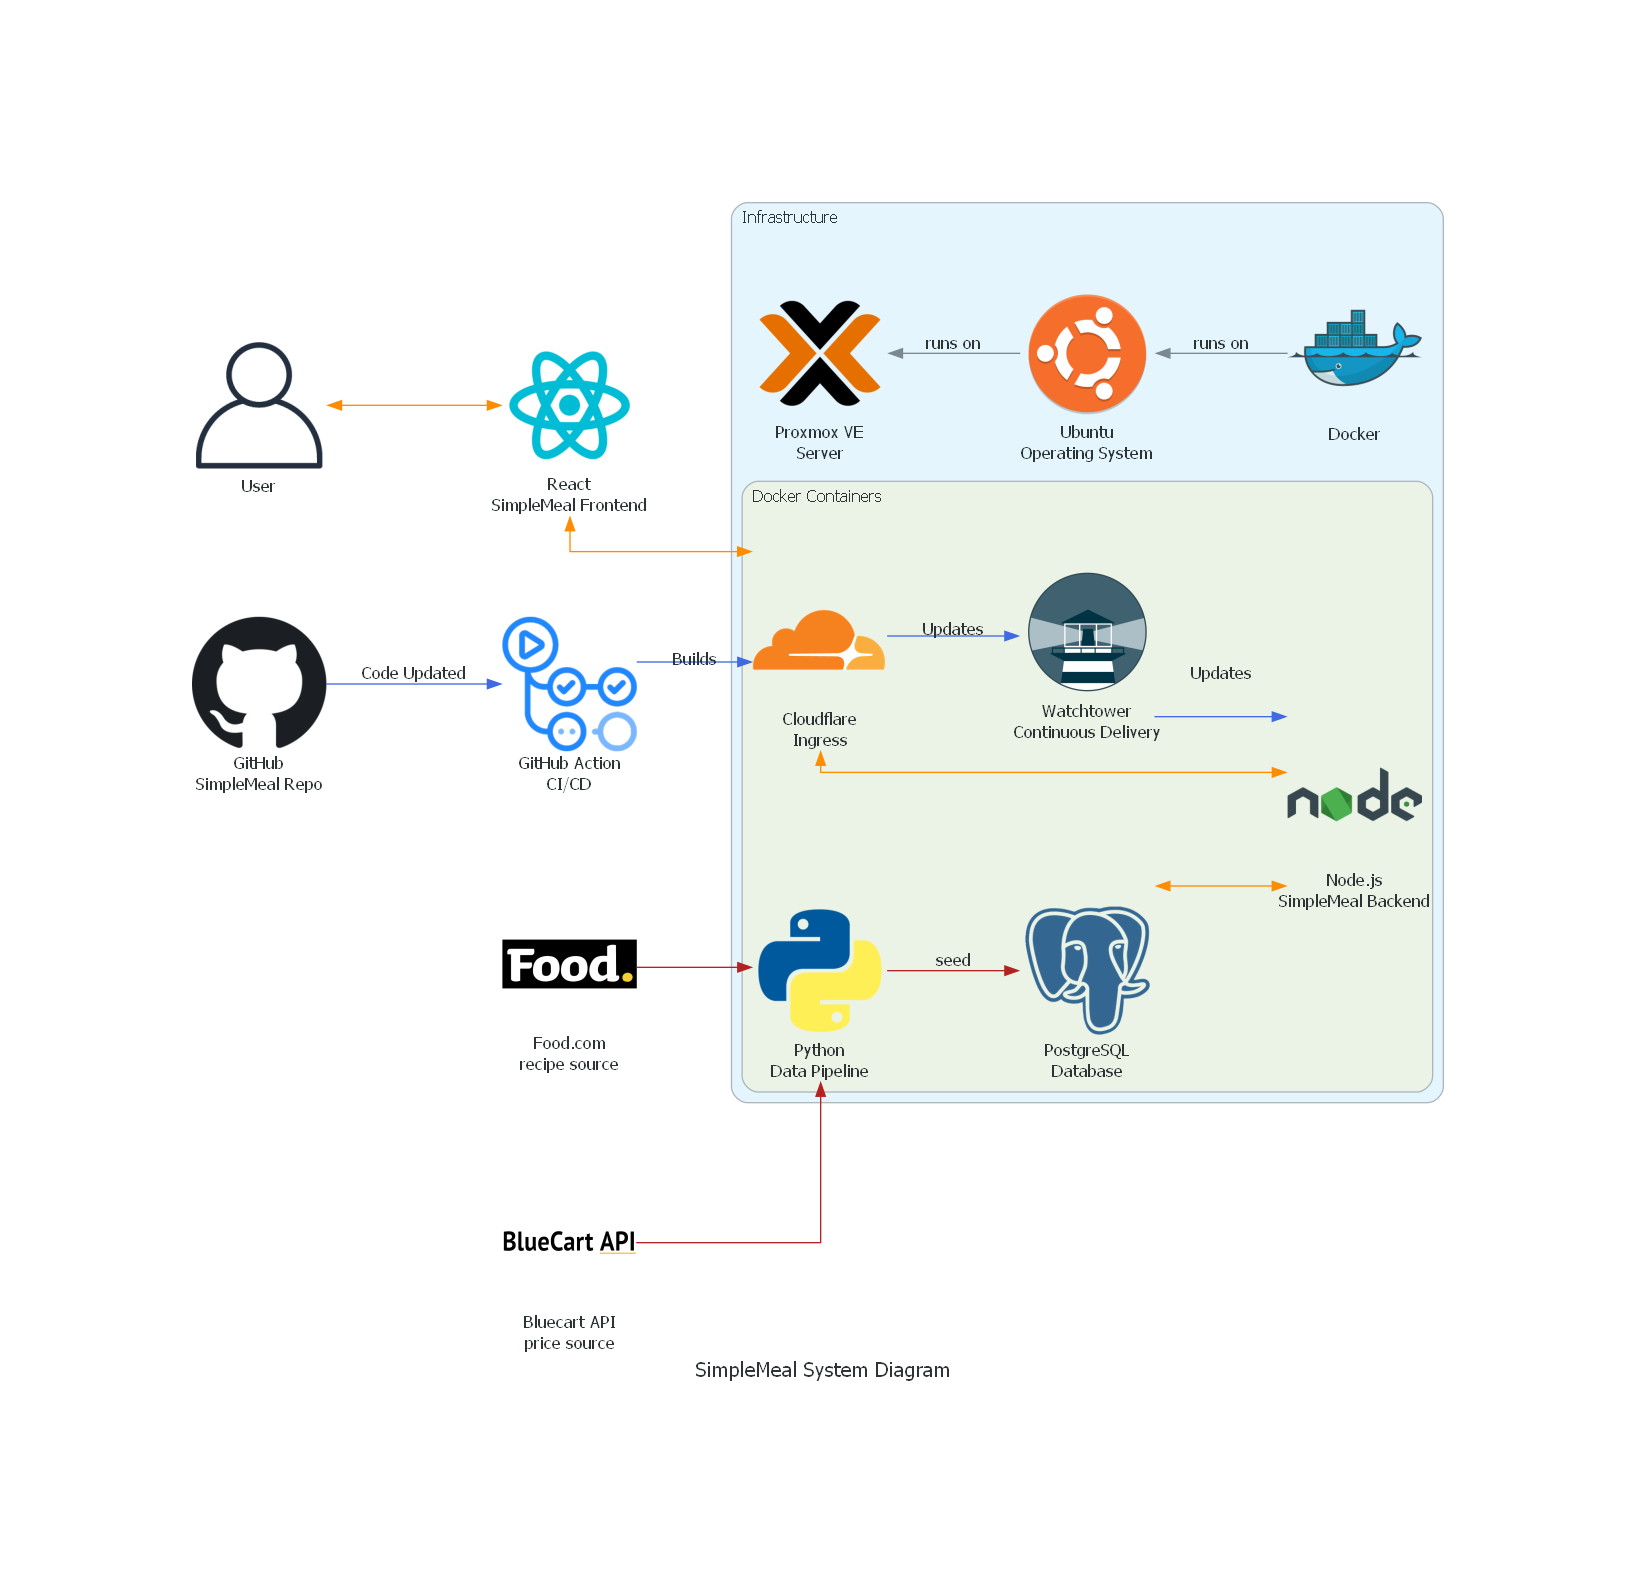 Infrastructure
runs on
runs on
Proxmox VE
Server
Ubuntu
Operating System
Docker
User
React
SimpleMeal Frontend
Docker Containers
Updates
Code Updated
Builds
Updates
Watchtower
Continuous Delivery
Cloudflare
Ingress
GitHub
SimpleMeal Repo
GitHub Action
CI/CD
node
Node.js
SimpleMeal Backend
Food.
seed
Food.com
recipe source
Python
Data Pipeline
PostgreSQL
Database
BlueCart API
Bluecart API
price source
SimpleMeal System Diagram